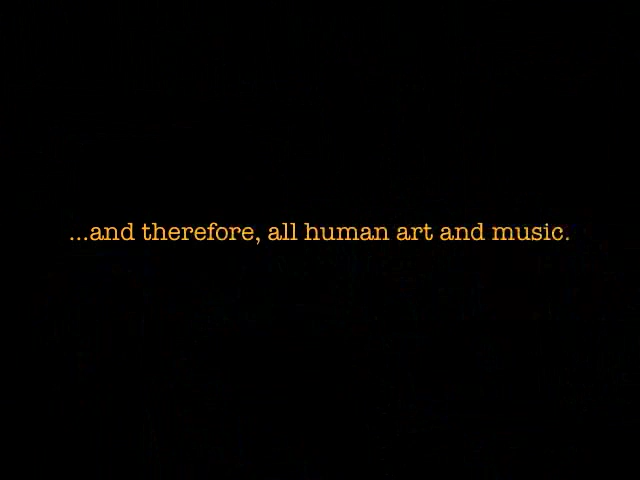 ...and therefore, all human art and music.